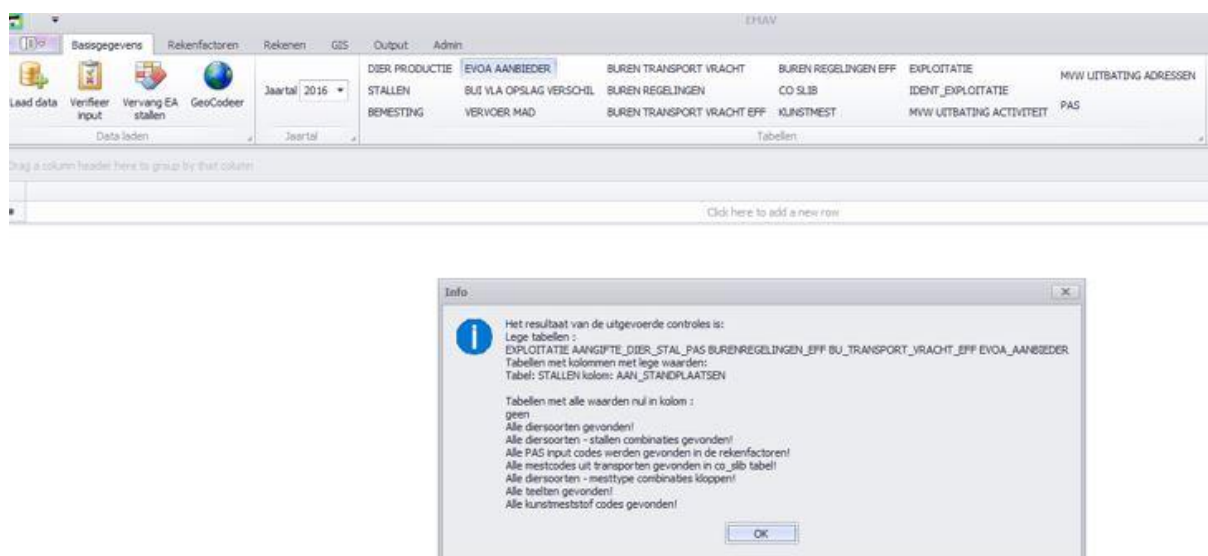 EMAV
Basisgegevens Rekenfactoren Rekenen GIS Output Admin
Laad data
Verifieer input
Vervang EA stallen
GeoCodeer
Jaartal 2016
DIER PRODUCTIE EVOA AANBIEDER BUREN TRANSPORT VRACHT BUREN REGELINGEN EFF EXPLOITATIE MVW UITBATING ADRESSEN
STALLEN BUI VLA OPSLAG VERSCHIL BUREN REGELINGEN CO SLIB IDENT_EXPLOITATIE PAS
BEMESTING VERVOER MAD BUREN TRANSPORT VRACHT EFF KUNSTMEST MVW UITBATING ACTIVITEIT
Data laden Jaartal Tabellen
Drag a column header here to group by that column
Click here to add a new row
Info
Het resultaat van de uitgevoerde controles is:
Lege tabellen :
EXPLOITATIE AANGIFTE_DIER_STAL_PAS BURENREGELINGEN_EFF BU_TRANSPORT_VRACHT_EFF EVOA_AANBIEDER
Tabellen met kolommen met lege waarden:
Tabel: STALLEN kolom: AAN_STANDPLAATSEN
Tabellen met alle waarden nul in kolom :
geen
Alle diersoorten gevonden!
Alle diersoorten - stallen combinaties gevonden!
Alle PAS input codes werden gevonden in de rekenfactoren!
Alle mestcodes uit transporten gevonden in co_slib tabel!
Alle diersoorten - mesttype combinaties kloppen!
Alle teelten gevonden!
Alle kunstmeststof codes gevonden!
OK